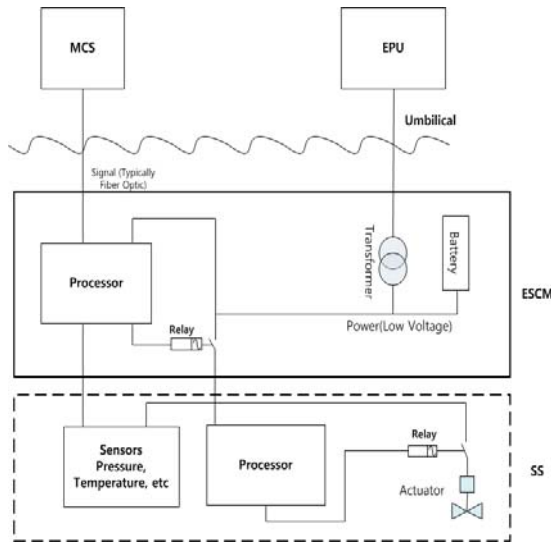 MCS
EPU
Umbilical
Signal (Typically
Fiber Optic)
Transformer
Battery
Processor
ESCM
Relay
Power(Low Voltage)
Sensors
Pressure,
Temperature, etc
Processor
Relay
Actuator
SS